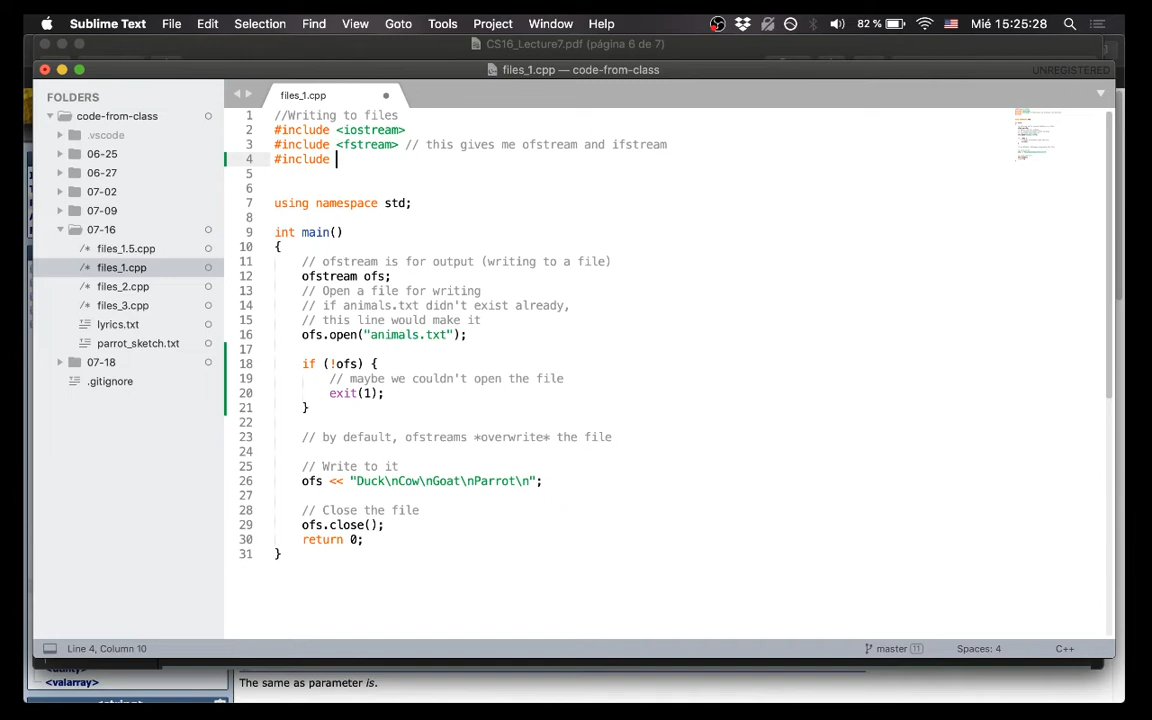 Sublime Text File Edit Selection Find View Goto Tools Project Window Help 82 % Mié 15:25:28
CS16_Lecture7.pdf (página 6 de 7)
files_1.cpp — code-from-class UNREGISTERED
FOLDERS
code-from-class
.vscode
06-25
06-27
07-02
07-09
07-16
files_1.5.cpp
files_1.cpp
files_2.cpp
files_3.cpp
lyrics.txt
parrot_sketch.txt
07-18
.gitignore
files_1.cpp
1 //Writing to files
2 #include <iostream>
3 #include <fstream> // this gives me ofstream and ifstream
4 #include
5
6
7 using namespace std;
8
9 int main()
10 {
11 // ofstream is for output (writing to a file)
12 ofstream ofs;
13 // Open a file for writing
14 // if animals.txt didn't exist already,
15 // this line would make it
16 ofs.open("animals.txt");
17
18 if (!ofs) {
19 // maybe we couldn't open the file
20 exit(1);
21 }
22
23 // by default, ofstreams *overwrite* the file
24
25 // Write to it
26 ofs << "Duck\nCow\nGoat\nParrot\n";
27
28 // Close the file
29 ofs.close();
30 return 0;
31 }
Line 4, Column 10 master 11 Spaces: 4 C++
<valarray>
The same as parameter is.